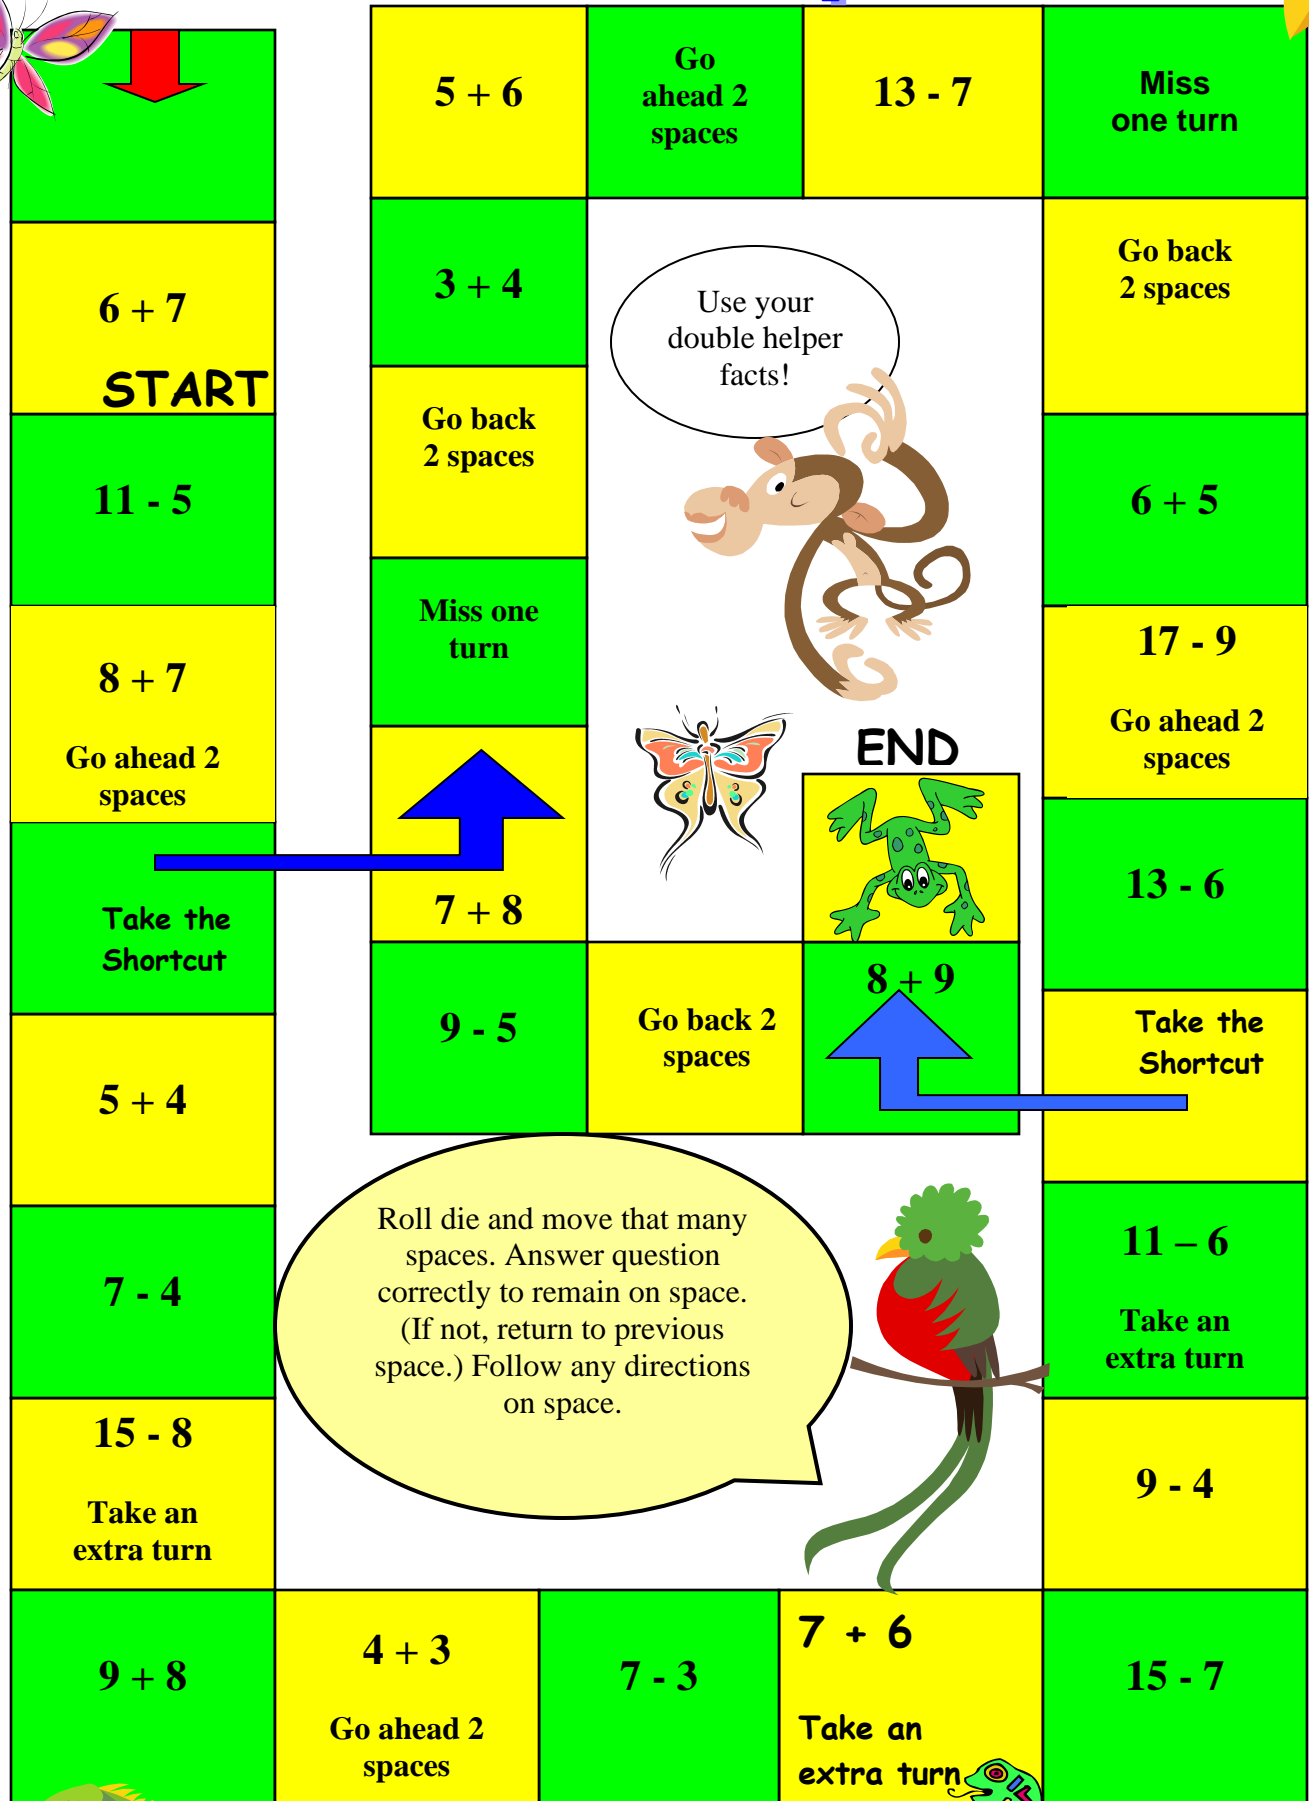 6 + 7
START
11 - 5
8 + 7
Go ahead 2
spaces
Take the
Shortcut
5 + 4
7 - 4
15 - 8
Take an
extra turn
9 + 8
4 + 3
Go ahead 2
spaces
7 - 3
7 + 6
Take an
extra turn
15 - 7
9 - 4
11 – 6
Take an
extra turn
Take the
Shortcut
13 - 6
17 - 9
Go ahead 2
spaces
6 + 5
Go back
2 spaces
Miss
one turn
13 - 7
Go
ahead 2
spaces
5 + 6
3 + 4
Go back
2 spaces
Miss one
turn
7 + 8
9 - 5
Go back 2
spaces
8 + 9
END
Use your
double helper
facts!
Roll die and move that many
spaces. Answer question
correctly to remain on space.
(If not, return to previous
space.) Follow any directions
on space.